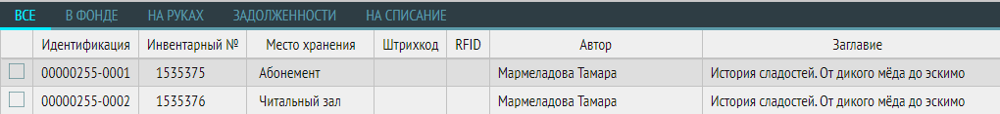 ВСЕ В ФОНДЕ НА РУКАХ ЗАДОЛЖЕННОСТИ НА СПИСАНИЕ
Идентификация Инвентарный № Место хранения Штрихкод RFID Автор Заглавие
00000255-0001 1535375 Абонемент Мармеладова Тамара История сладостей. От дикого мёда до эскимо
00000255-0002 1535376 Читальный зал Мармеладова Тамара История сладостей. От дикого мёда до эскимо